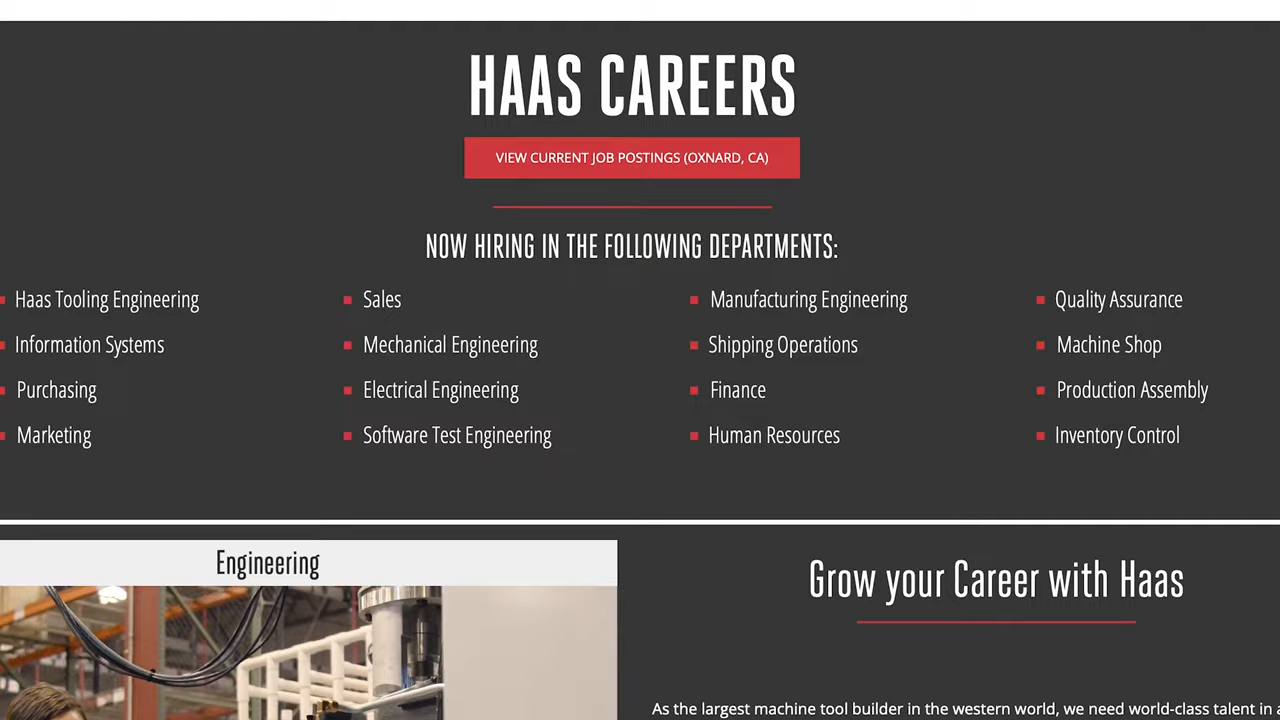 HAAS CAREERS
VIEW CURRENT JOB POSTINGS (OXNARD, CA)
NOW HIRING IN THE FOLLOWING DEPARTMENTS:
Haas Tooling Engineering
Information Systems
Purchasing
Marketing
Sales
Mechanical Engineering
Electrical Engineering
Software Test Engineering
Manufacturing Engineering
Shipping Operations
Finance
Human Resources
Quality Assurance
Machine Shop
Production Assembly
Inventory Control
Engineering
Grow your Career with Haas
As the largest machine tool builder in the western world, we need world-class talent in a